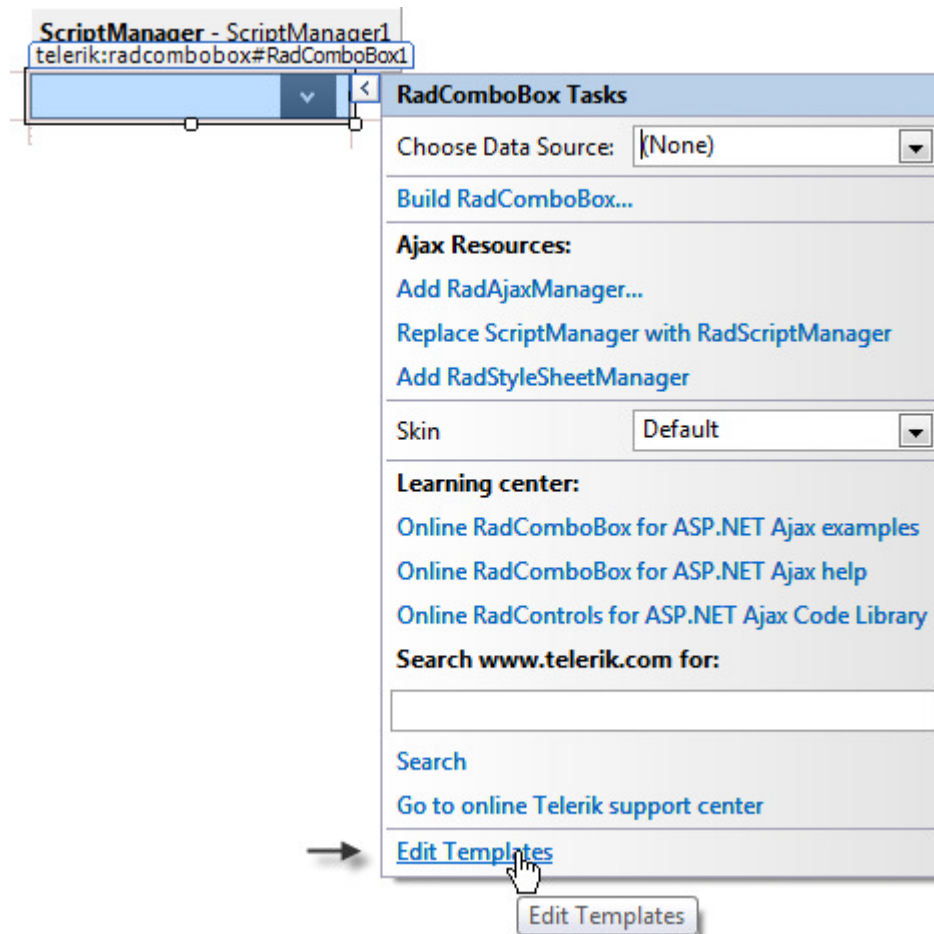 ScriptManager - ScriptManager1
telerik:radcombobox#RadComboBox1
RadComboBox Tasks
Choose Data Source: (None)
Build RadComboBox...
Ajax Resources:
Add RadAjaxManager...
Replace ScriptManager with RadScriptManager
Add RadStyleSheetManager
Skin Default
Learning center:
Online RadComboBox for ASP.NET Ajax examples
Online RadComboBox for ASP.NET Ajax help
Online RadControls for ASP.NET Ajax Code Library
Search www.telerik.com for:
Search
Go to online Telerik support center
Edit Templates
Edit Templates